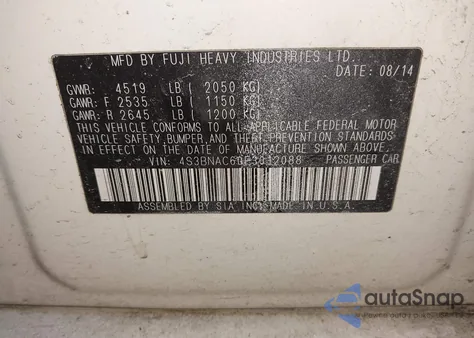 MFD BY FUJI HEAVY INDUSTRIES LTD.
DATE: 08/14
GVWR: 4519 LB ( 2050 KG)
GAWR: F 2535 LB ( 1150 KG)
GAWR: R 2645 LB ( 1200 KG)
THIS VEHICLE CONFORMS TO ALL APPLICABLE FEDERAL MOTOR
VEHICLE SAFETY, BUMPER, AND THEFT PREVENTION STANDARDS
IN EFFECT ON THE DATE OF MANUFACTURE SHOWN ABOVE.
VIN: 4S3BNAC60F3012088 PASSENGER CAR
ASSEMBLED BY SIA INC. MADE IN U.S.A.
autoSnap